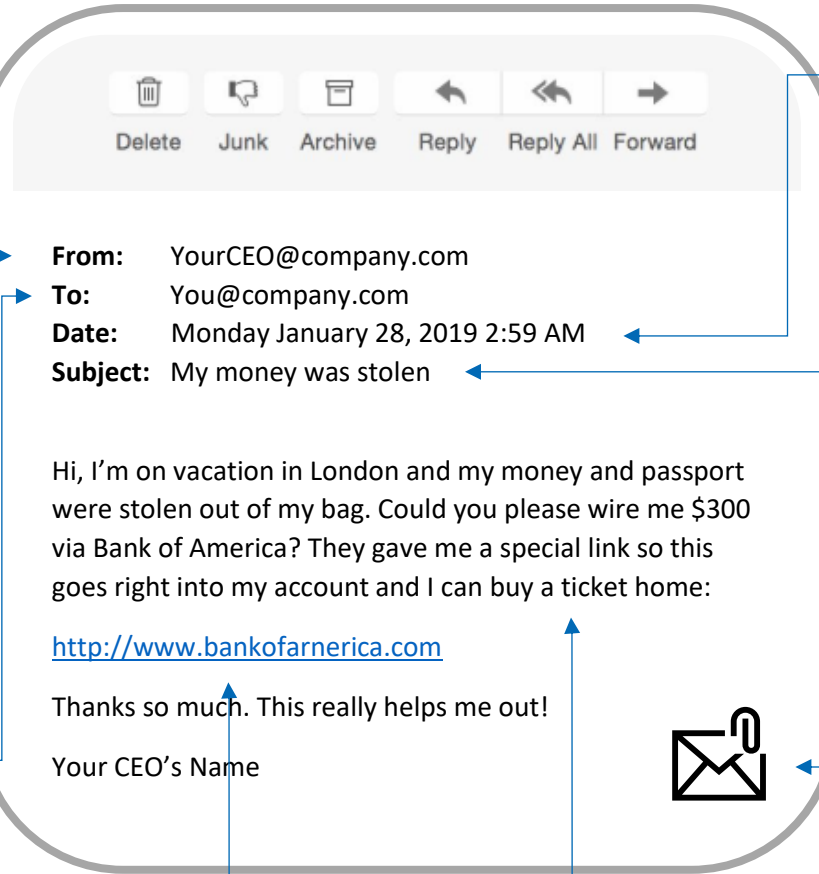 Delete Junk Archive Reply Reply All Forward
From: YourCEO@company.com
To: You@company.com
Date: Monday January 28, 2019 2:59 AM
Subject: My money was stolen
Hi, I’m on vacation in London and my money and passport
were stolen out of my bag. Could you please wire me $300
via Bank of America? They gave me a special link so this
goes right into my account and I can buy a ticket home:
http://www.bankofarnerica.com
Thanks so much. This really helps me out!
Your CEO’s Name